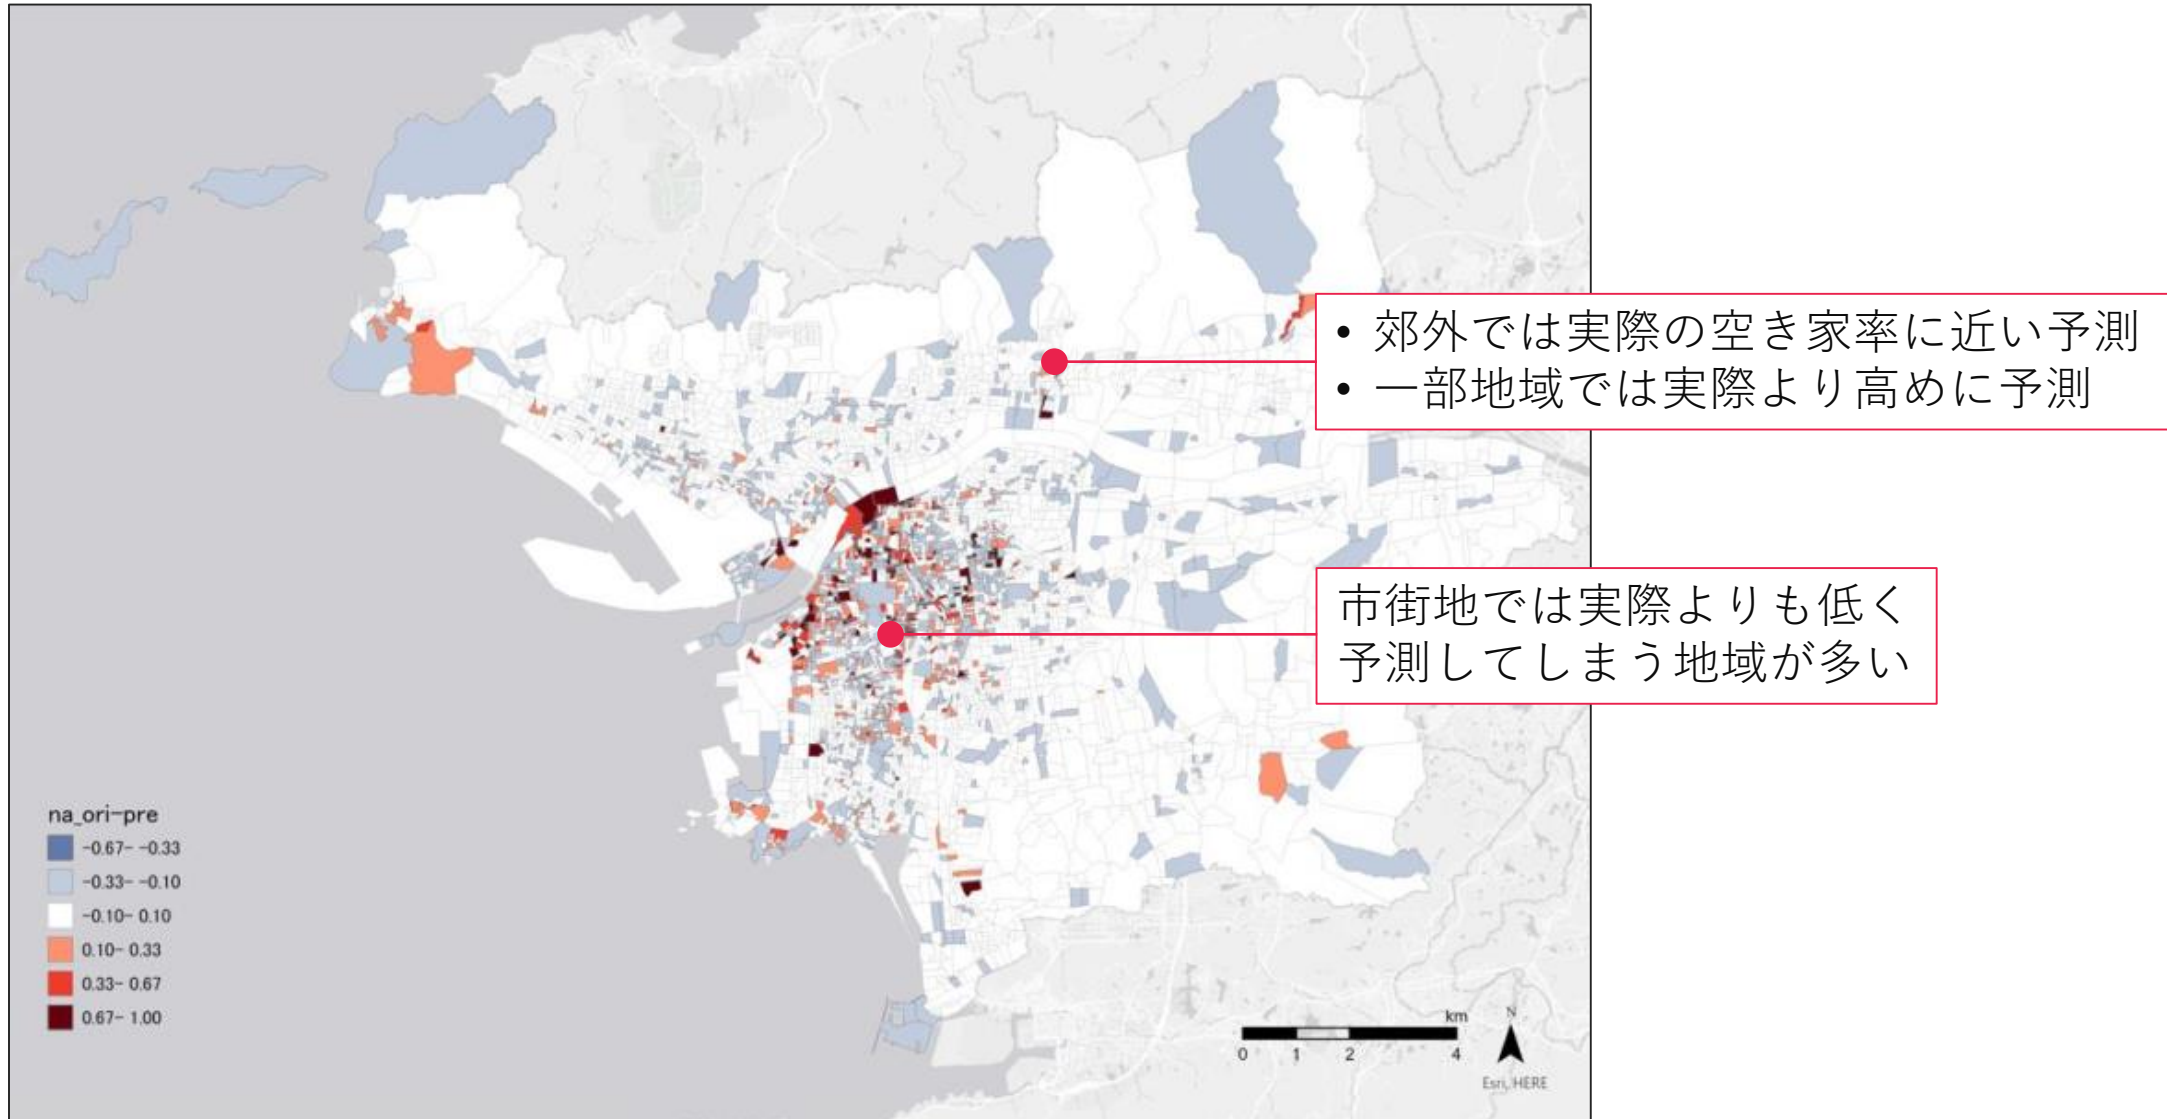 • 郊外では実際の空き家率に近い予測
• 一部地域では実際より高めに予測
市街地では実際よりも低く
予測してしまう地域が多い
na_ori-pre
-0.67- -0.33
-0.33- -0.10
-0.10- 0.10
0.10- 0.33
0.33- 0.67
0.67- 1.00
km
0 1 2 4
N
Esri, HERE